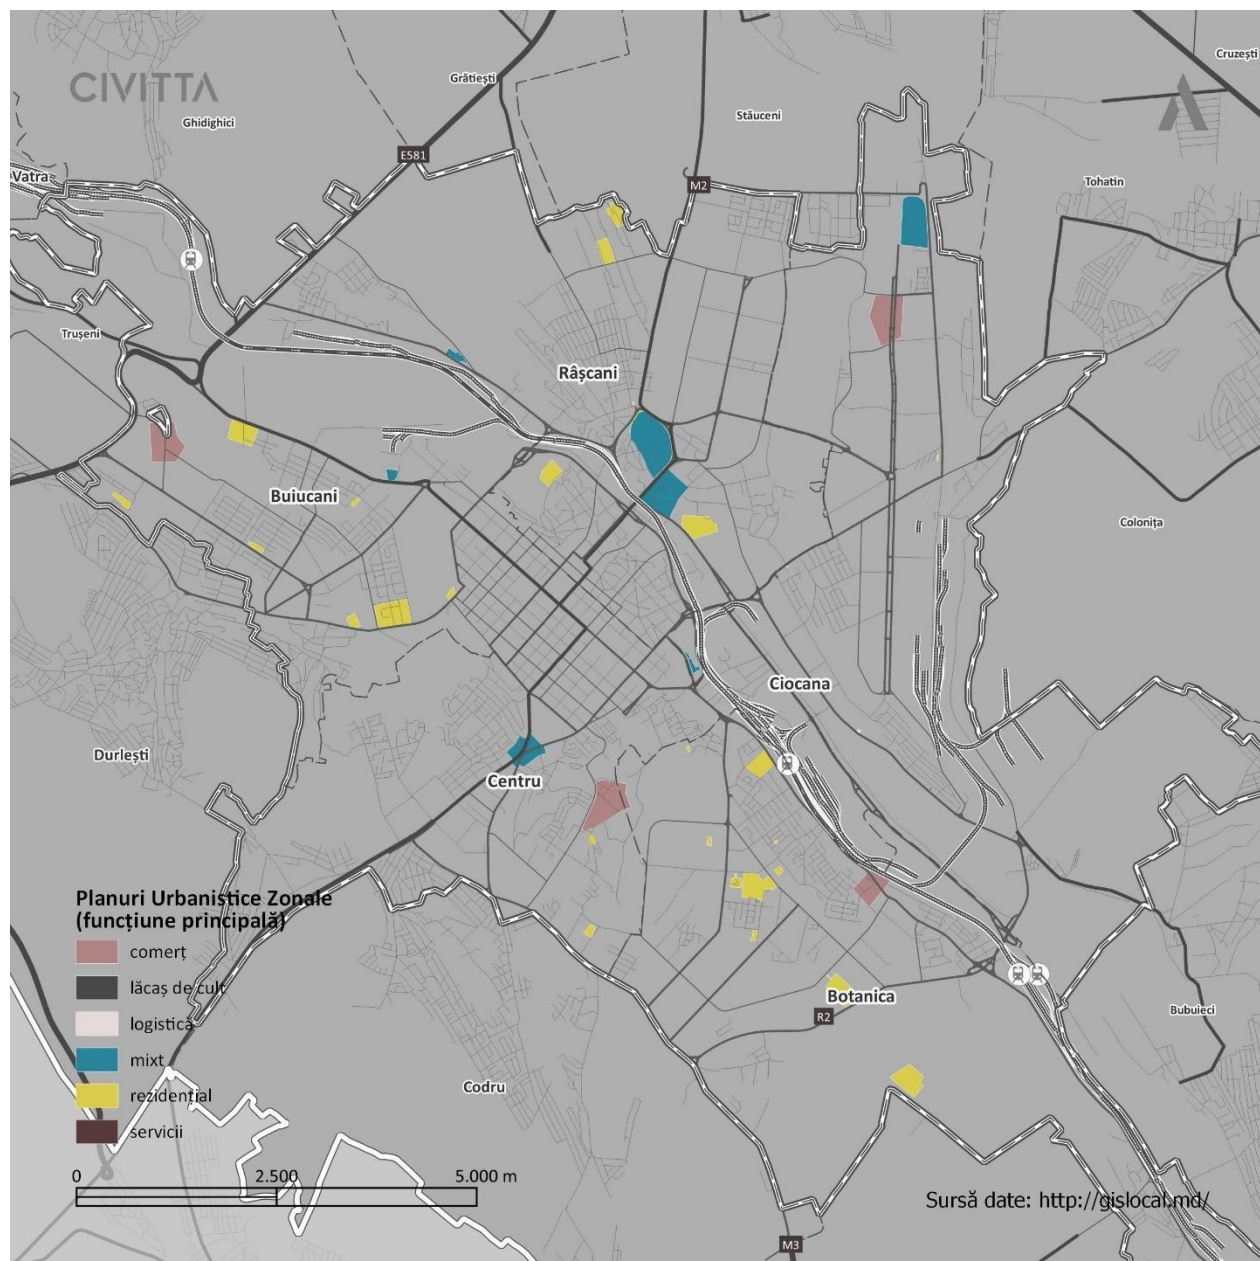 Cruzești
Grătiești
CIVITTA
Stăuceni
Ghidighici
E581
Vatra
M2
Tohatin
Trușeni
Râșcani
Buiucani
Colonița
Ciocana
Durlești
Centru
Planuri Urbanistice Zonale
(funcțiune principală)
comerț
lăcaș de cult
logistică
mixt
rezidențial
servicii
Botanica
R2
Bubuieci
Codru
0 2.500 5.000 m
Sursă date: http://gislocal.md/
M3